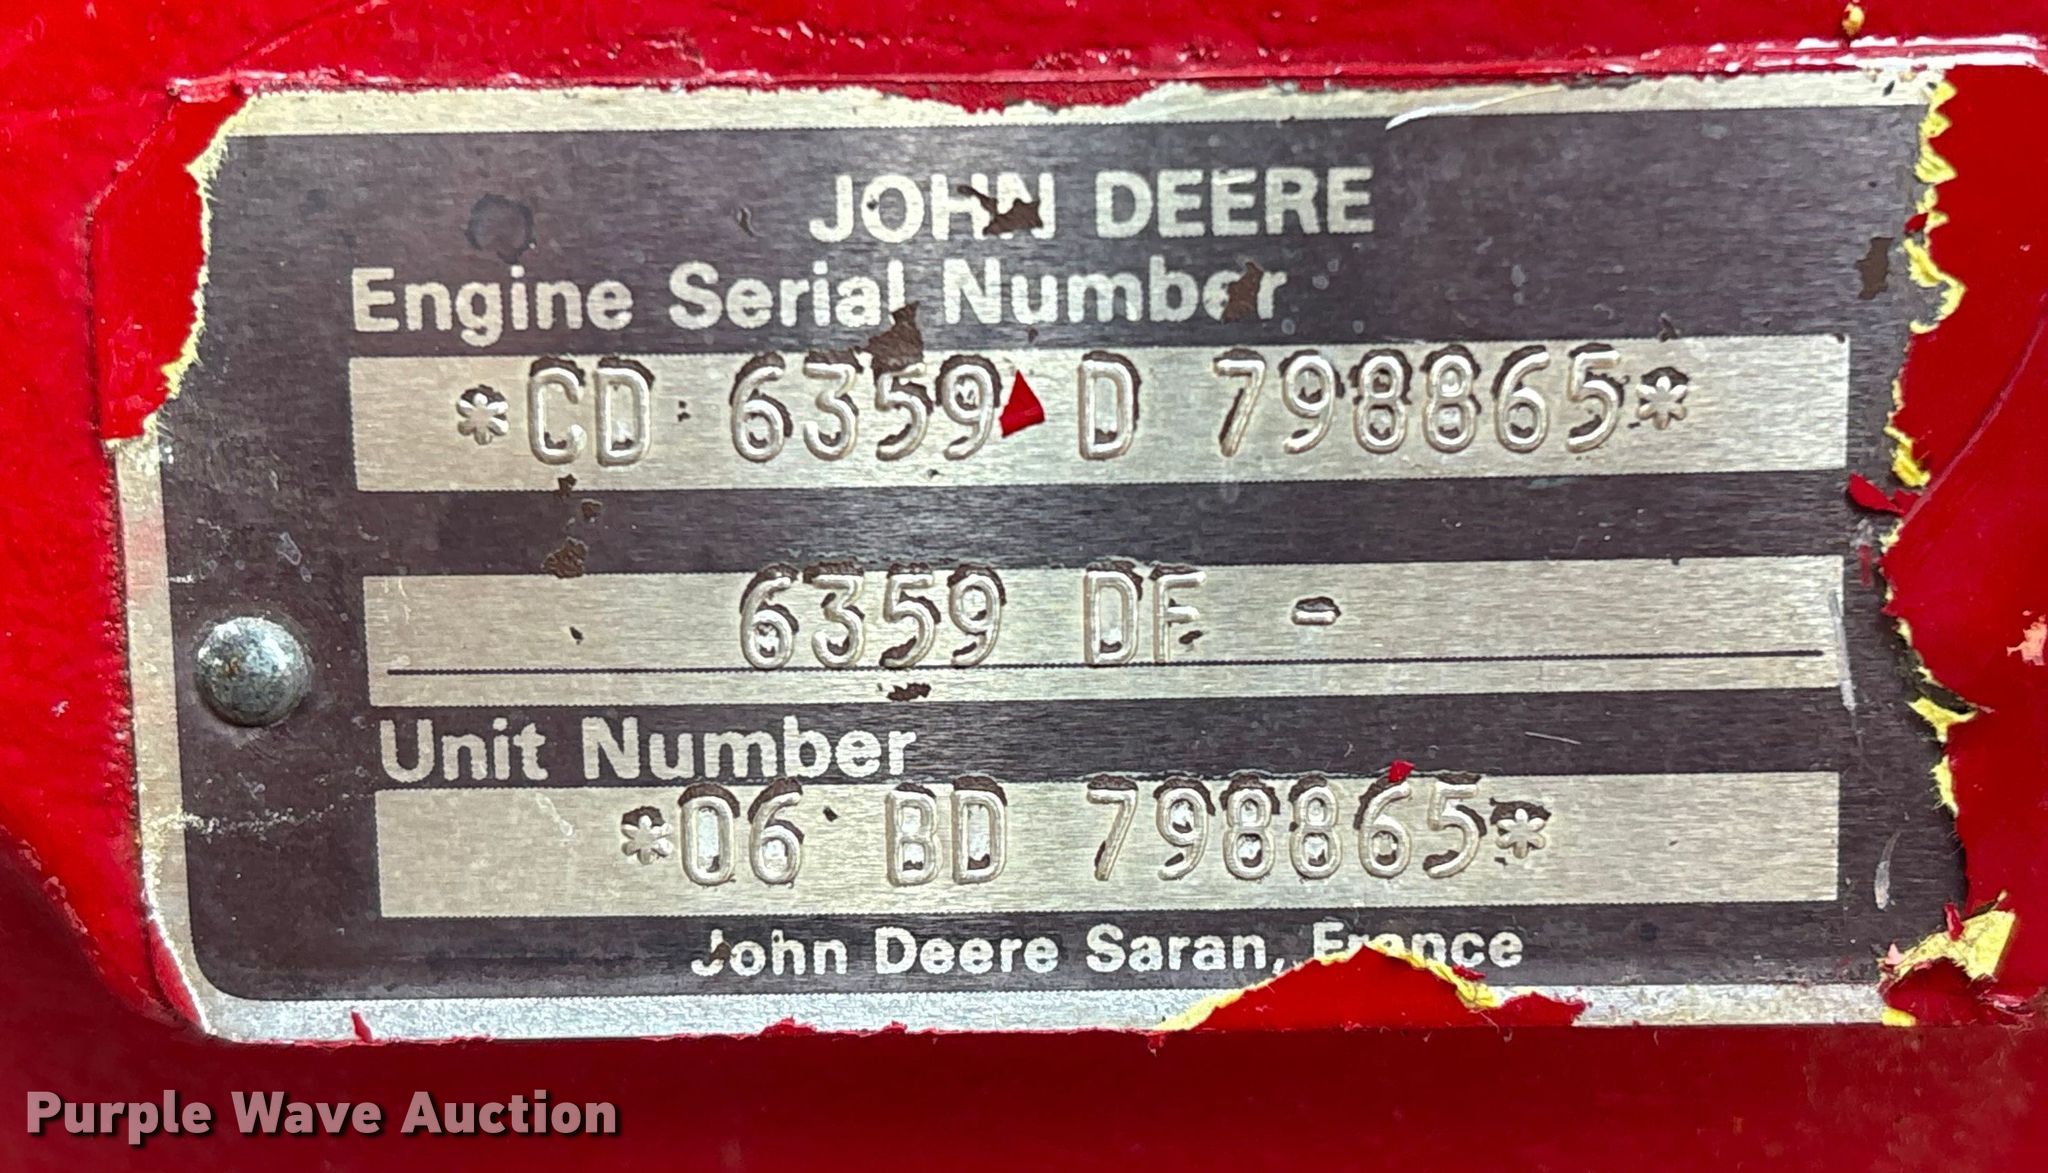 JOHN DEERE
Engine Serial Number
*CD 6359 D 798865*
6359 DF -
Unit Number
*06 BD 798865*
John Deere Saran, France
Purple Wave Auction